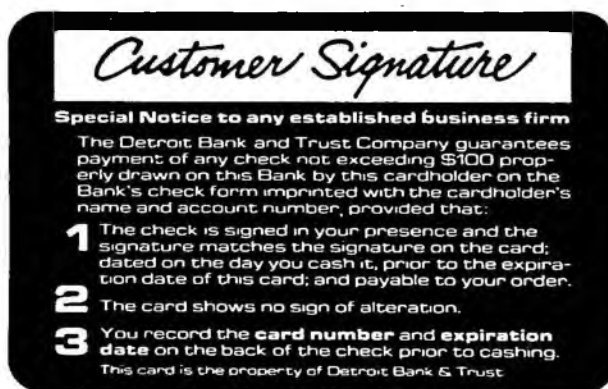 Customer Signature
Special Notice to any established business firm
The Detroit Bank and Trust Company guarantees
payment of any check not exceeding $100 prop-
erly drawn on this Bank by this cardholder on the
Bank's check form imprinted with the cardholder's
name and account number, provided that:
1 The check is signed in your presence and the
signature matches the signature on the card;
dated on the day you cash it, prior to the expira-
tion date of this card; and payable to your order.
2 The card shows no sign of alteration.
3 You record the card number and expiration
date on the back of the check prior to cashing.
This card is the property of Detroit Bank & Trust